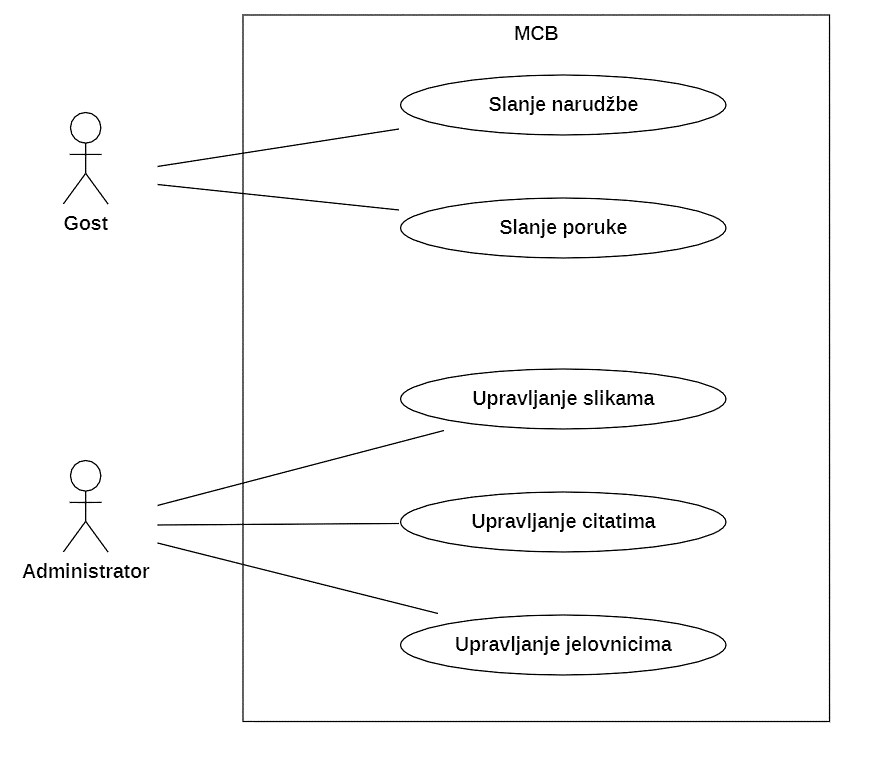 MCB
Slanje narudžbe
Gost
Slanje poruke
Upravljanje slikama
Administrator
Upravljanje citatima
Upravljanje jelovnicima